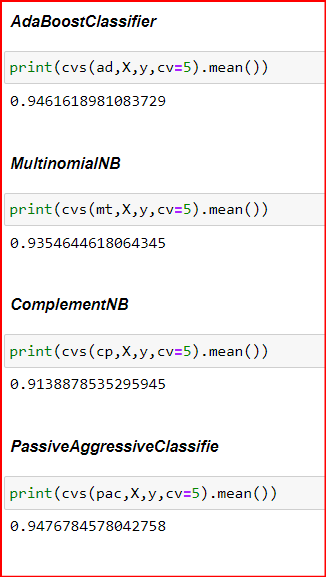 AdaBoostClassifier
print(cvs(ad,X,y,cv=5).mean())
0.9461618981083729
MultinomialNB
print(cvs(mt,X,y,cv=5).mean())
0.9354644618064345
ComplementNB
print(cvs(cp,X,y,cv=5).mean())
0.9138878535295945
PassiveAggressiveClassifie
print(cvs(pac,X,y,cv=5).mean())
0.9476784578042758